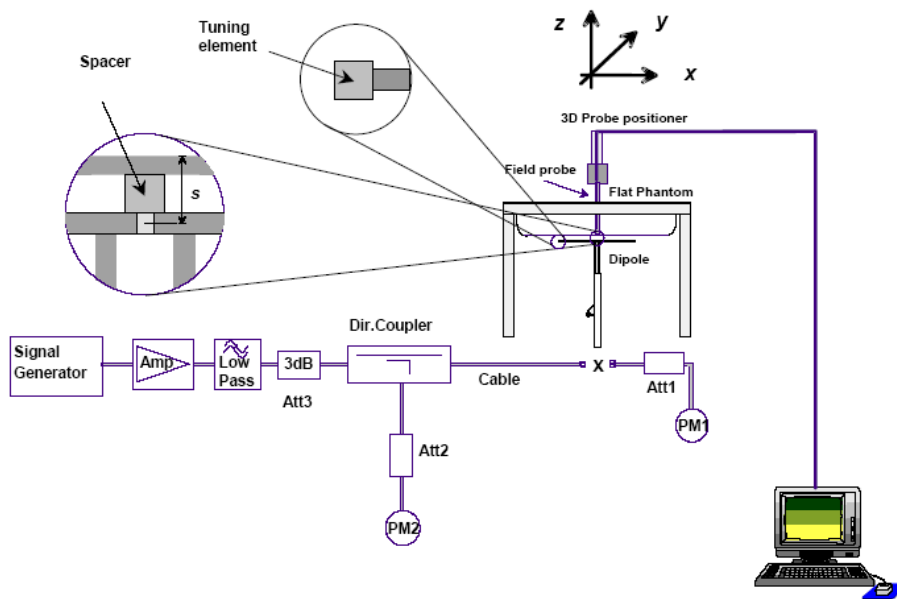 Tuning
element
Spacer
s
z
y
x
3D Probe positioner
Field probe
Flat Phantom
Dipole
Dir.Coupler
Signal
Generator
Amp
Low
Pass
3dB
Att3
Cable
X
Att1
PM1
Att2
PM2